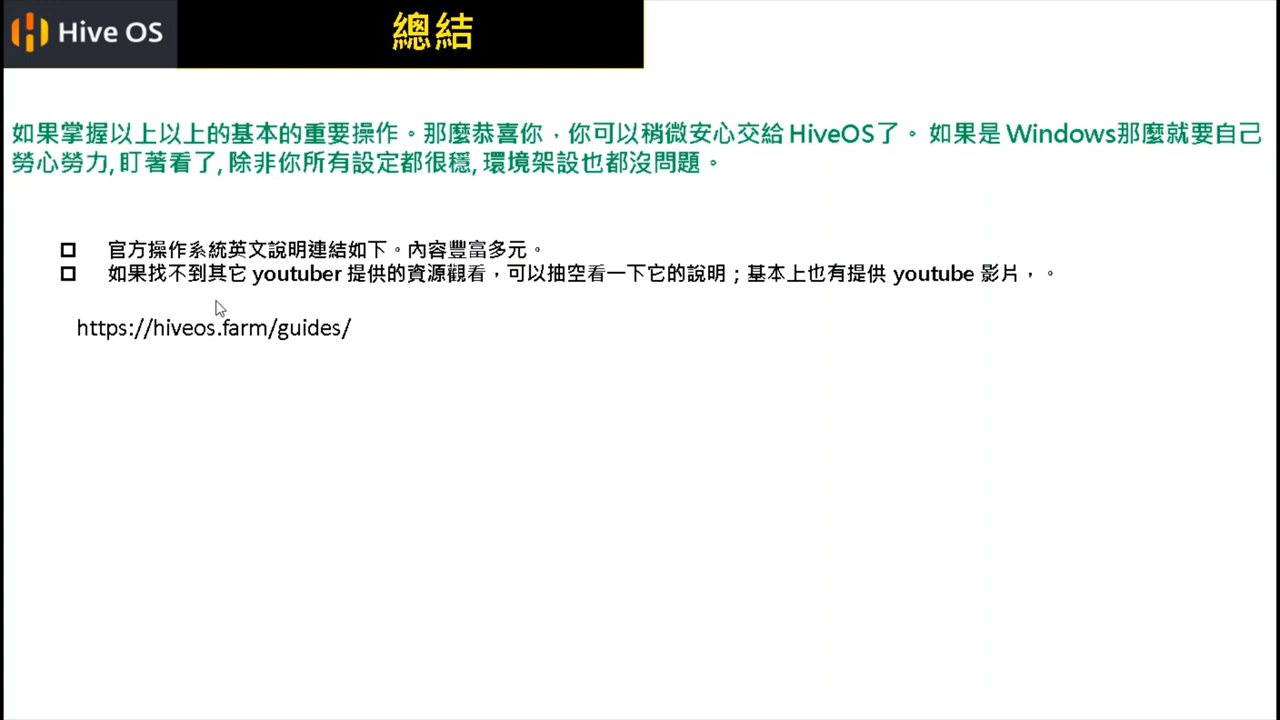 Hive OS
總結
如果掌握以上以上的基本的重要操作。那麼恭喜你，你可以稍微安心交給 HiveOS了。 如果是 Windows那麼就要自己
勞心勞力, 盯著看了, 除非你所有設定都很穩, 環境架設也都沒問題。
官方操作系統英文說明連結如下。內容豐富多元。
如果找不到其它 youtuber 提供的資源觀看，可以抽空看一下它的說明；基本上也有提供 youtube 影片，。
https://hiveos.farm/guides/